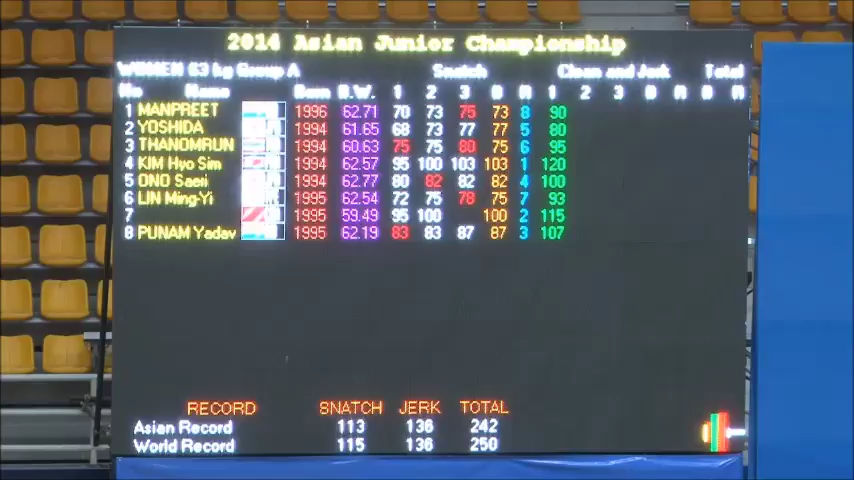 2014 Asian Junior Championship
WOMEN 63 kg Group A Snatch Clean and Jerk Total
No Name Born B.W. 1 2 3 B R 1 2 3 B R B R
1 MANPREET 1996 62.71 70 73 75 73 8 90
2 YOSHIDA 1994 61.65 68 73 77 77 5 80
3 THANOMRUN 1994 60.63 75 75 80 75 6 95
4 KIM Hyo Sim 1994 62.57 95 100 103 103 1 120
5 ONO Saeri 1994 62.77 80 82 82 82 4 100
6 LIN Ming-Yi 1995 62.54 72 75 78 75 7 93
7 1995 59.49 95 100 100 2 115
8 PUNAM Yadav 1995 62.19 83 83 87 87 3 107
RECORD SNATCH JERK TOTAL
Asian Record 113 136 242
World Record 115 136 250